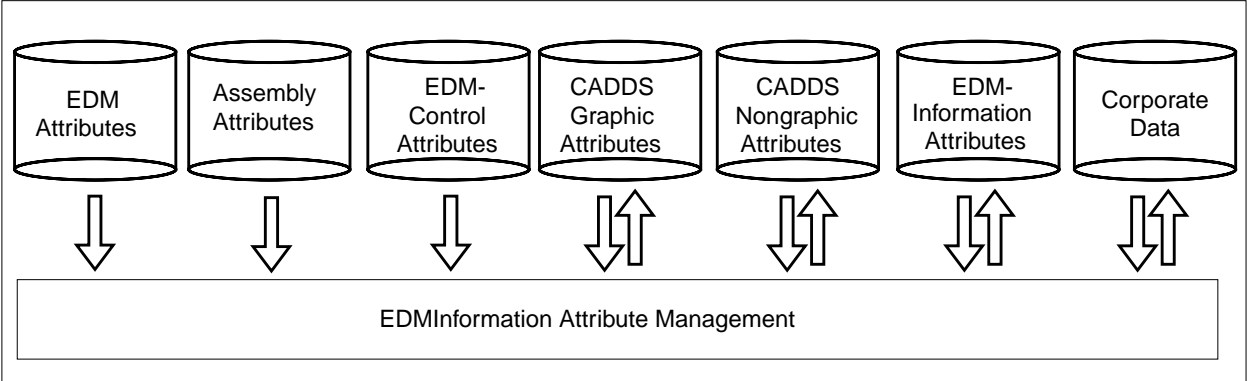 EDM
Attributes
Assembly
Attributes
EDM-
Control
Attributes
CADDS
Graphic
Attributes
CADDS
Nongraphic
Attributes
EDM-
Information
Attributes
Corporate
Data
EDMInformation Attribute Management